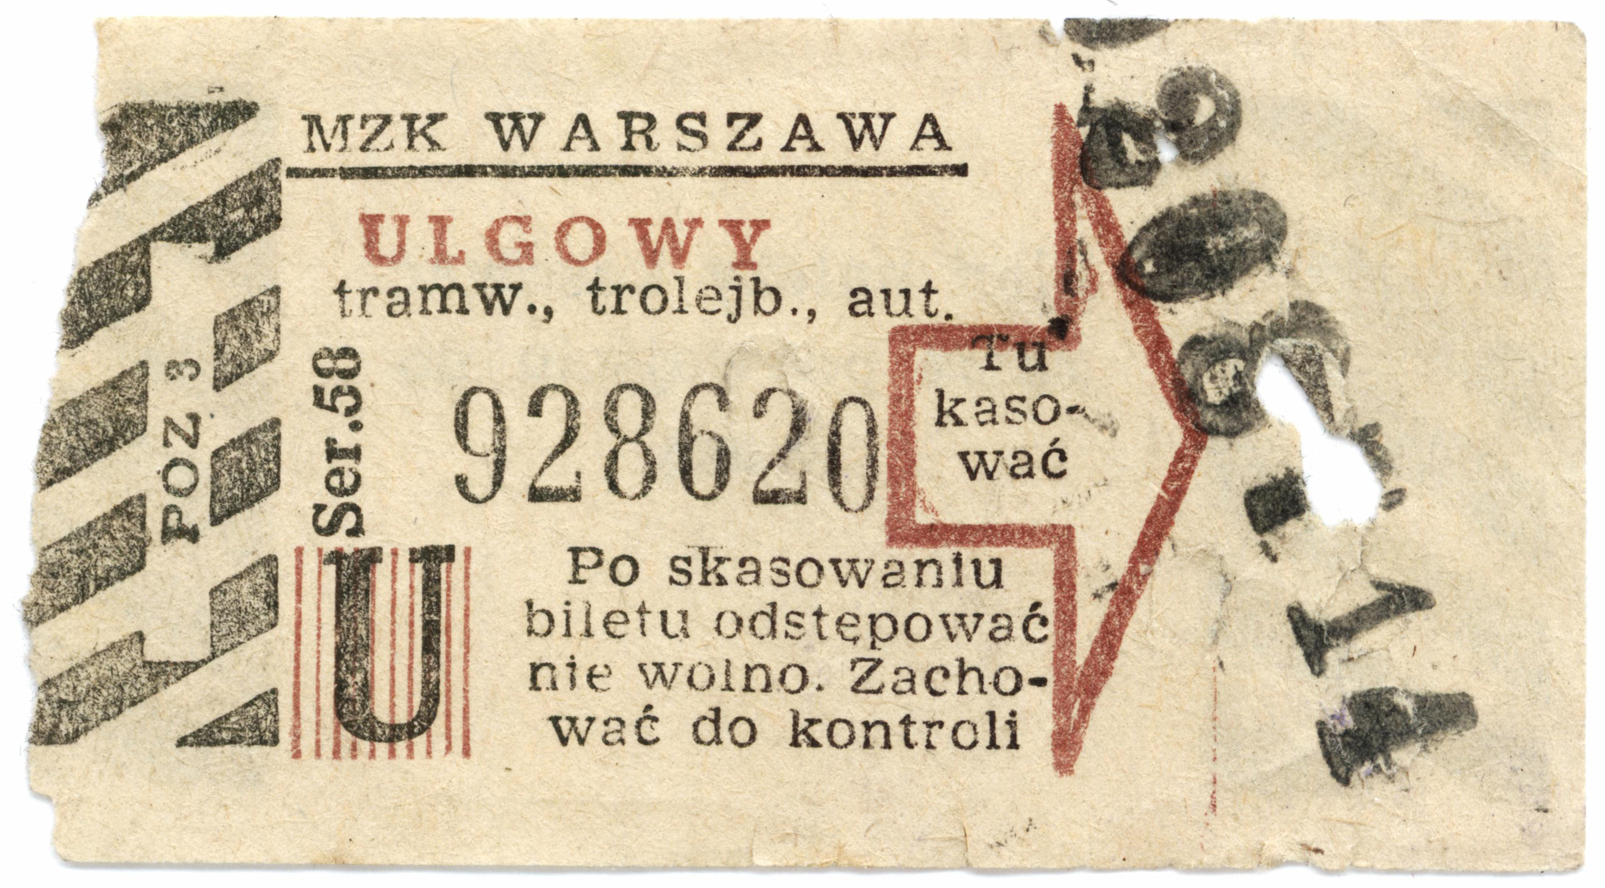 MZK WARSZAWA
ULGOWY
tramw., trolejb., aut.
POZ 3
Ser.58
928620
Tu
kaso-
wać
U
Po skasowaniu
biletu odstępować
nie wolno. Zacho-
wać do kontroli